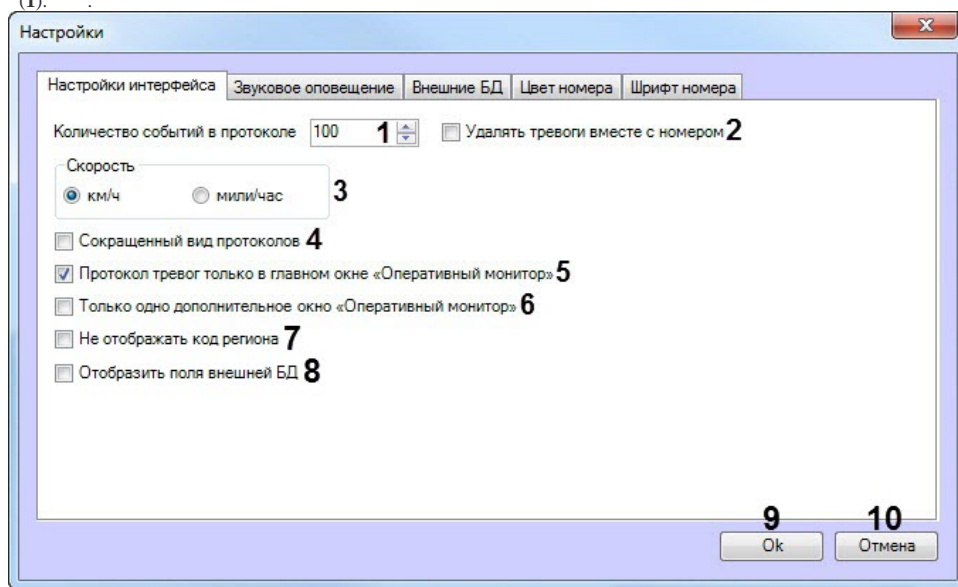 (1). .
Настройки
Настройки интерфейса Звуковое оповещение Внешние БД Цвет номера Шрифт номера
Количество событий в протоколе 100 1 Удалять тревоги вместе с номером 2
Скорость
км/ч мили/час 3
Сокращенный вид протоколов 4
Протокол тревог только в главном окне «Оперативный монитор» 5
Только одно дополнительное окно «Оперативный монитор» 6
Не отображать код региона 7
Отобразить поля внешней БД 8
9 10
Ok Отмена